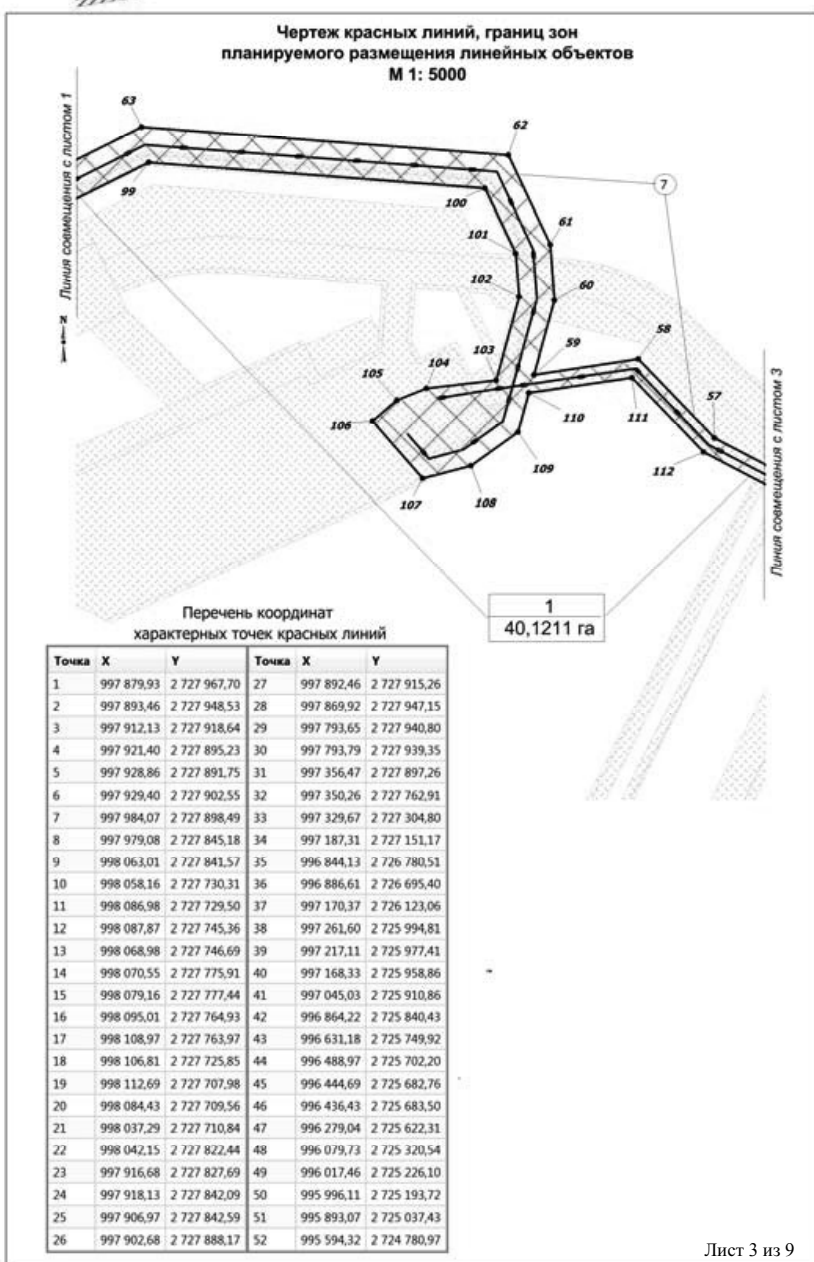 Чертеж красных линий, границ зон
планируемого размещения линейных объектов
М 1: 5000
Линия совмещения с листом 1
63
62
99
100
7
61
101
102
60
N
59
58
103
104
105
57
110
111
106
109
112
107
108
Линия совмещения с листом 3
1
40,1211 га
Перечень координат
характерных точек красных линий
Точка X Y Точка X Y
1 997 879,93 2 727 967,70 27 997 892,46 2 727 915,26
2 997 893,46 2 727 948,53 28 997 869,92 2 727 947,15
3 997 912,13 2 727 918,64 29 997 793,65 2 727 940,80
4 997 921,40 2 727 895,23 30 997 793,79 2 727 939,35
5 997 928,86 2 727 891,75 31 997 356,47 2 727 897,26
6 997 929,40 2 727 902,55 32 997 350,26 2 727 762,91
7 997 984,07 2 727 898,49 33 997 329,67 2 727 304,80
8 997 979,08 2 727 845,18 34 997 187,31 2 727 151,17
9 998 063,01 2 727 841,57 35 996 844,13 2 726 780,51
10 998 058,16 2 727 730,31 36 996 886,61 2 726 695,40
11 998 086,98 2 727 729,50 37 997 170,37 2 726 123,06
12 998 087,87 2 727 745,36 38 997 261,60 2 725 994,81
13 998 068,98 2 727 746,69 39 997 217,11 2 725 977,41
14 998 070,55 2 727 775,91 40 997 168,33 2 725 958,86
15 998 079,16 2 727 777,44 41 997 045,03 2 725 910,86
16 998 095,01 2 727 764,93 42 996 864,22 2 725 840,43
17 998 108,97 2 727 763,97 43 996 631,18 2 725 749,92
18 998 106,81 2 727 725,85 44 996 488,97 2 725 702,20
19 998 112,69 2 727 707,98 45 996 444,69 2 725 682,76
20 998 084,43 2 727 709,56 46 996 436,43 2 725 683,50
21 998 037,29 2 727 710,84 47 996 279,04 2 725 622,31
22 998 042,15 2 727 822,44 48 996 079,73 2 725 320,54
23 997 916,68 2 727 827,69 49 996 017,46 2 725 226,10
24 997 918,13 2 727 842,09 50 995 996,11 2 725 193,72
25 997 906,97 2 727 842,59 51 995 893,07 2 725 037,43
26 997 902,68 2 727 888,17 52 995 594,32 2 724 780,97
Лист 3 из 9